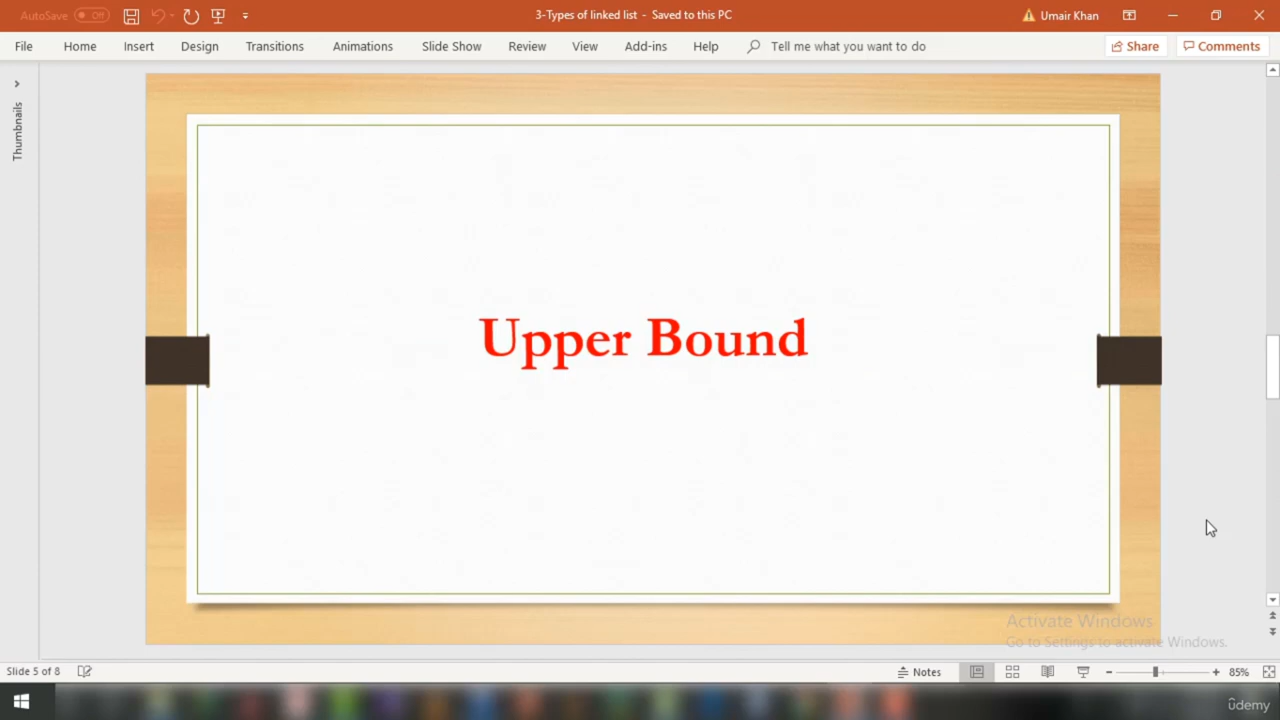 AutoSave Off 3-Types of linked list - Saved to this PC Umair Khan
File Home Insert Design Transitions Animations Slide Show Review View Add-ins Help Tell me what you want to do Share Comments
Thumbnails
Upper Bound
Activate Windows
Go to Settings to activate Windows.
Slide 5 of 8 Notes 85%
ûdemy